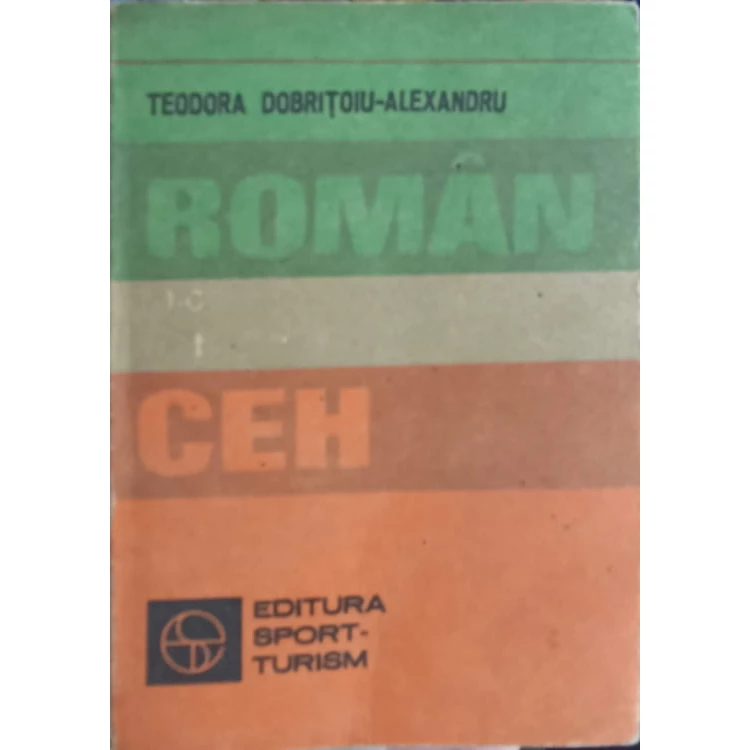 TEODORA DOBRIȚOIU-ALEXANDRU
ROMÂN
CEH
EDITURA
SPORT-
TURISM